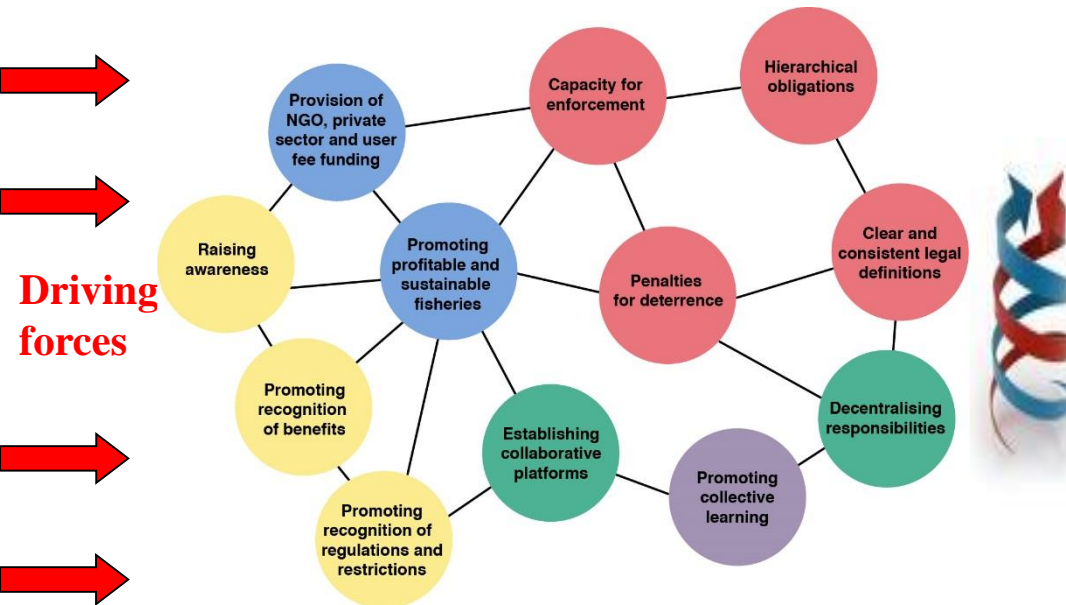 Provision of
NGO, private
sector and user
fee funding
Capacity for
enforcement
Hierarchical
obligations
Raising
awareness
Promoting
profitable and
sustainable
fisheries
Penalties
for deterrence
Clear and
consistent legal
definitions
Driving
forces
Promoting
recognition
of benefits
Establishing
collaborative
platforms
Decentralising
responsibilities
Promoting
collective
learning
Promoting
recognition of
regulations and
restrictions